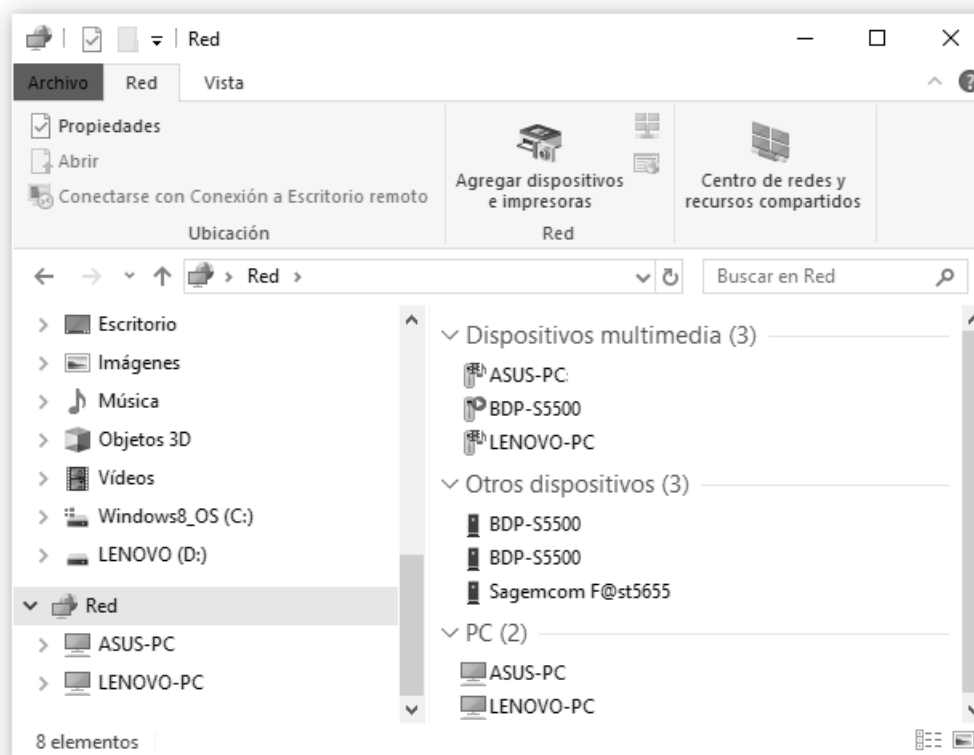 Red
Archivo Red Vista
Propiedades
Abrir
Conectarse con Conexión a Escritorio remoto
Ubicación
Agregar dispositivos
e impresoras
Red
Centro de redes y
recursos compartidos
Red
Buscar en Red
Escritorio
Imágenes
Música
Objetos 3D
Vídeos
Windows8_OS (C:)
LENOVO (D:)
Red
ASUS-PC
LENOVO-PC
Dispositivos multimedia (3)
ASUS-PC:
BDP-S5500
LENOVO-PC
Otros dispositivos (3)
BDP-S5500
BDP-S5500
Sagemcom F@st5655
PC (2)
ASUS-PC
LENOVO-PC
8 elementos